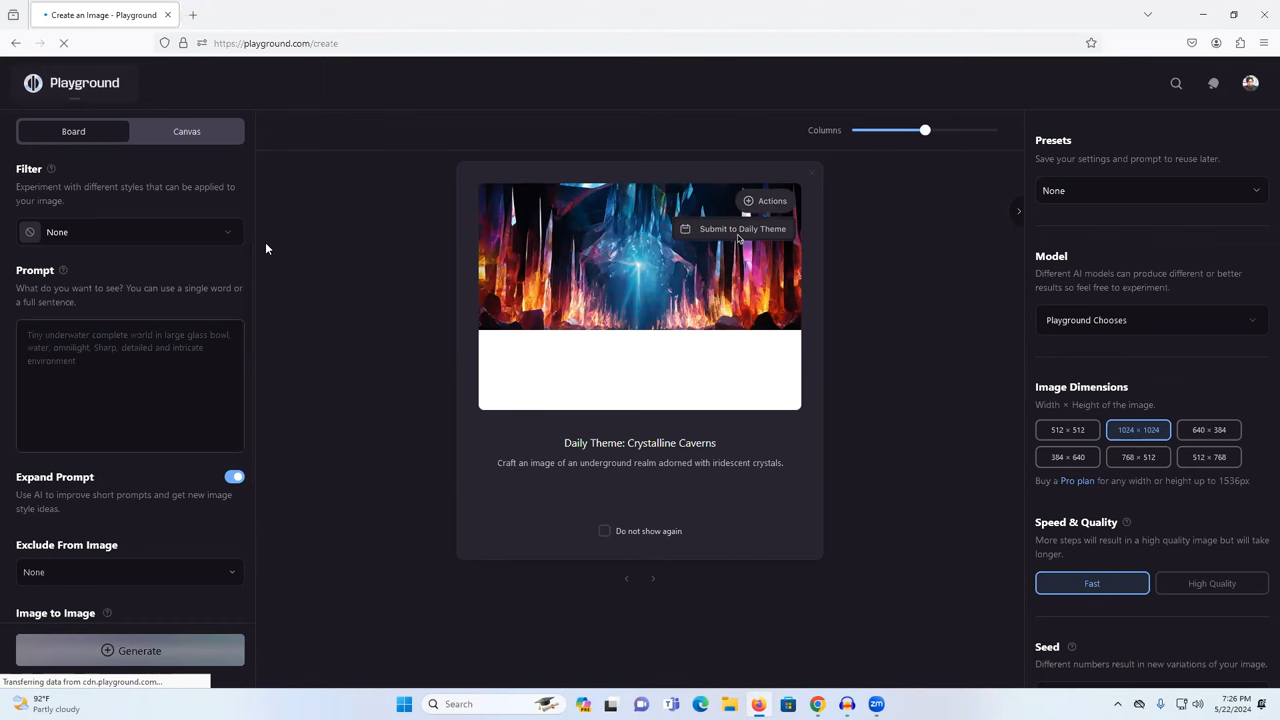 Create an Image - Playground
https://playground.com/create
Playground
Board
Canvas
Columns
Filter
Experiment with different styles that can be applied to
your image.
None
Prompt
What do you want to see? You can use a single word or
a full sentence.
Tiny underwater complete world in large glass bowl,
water, omnilight, Sharp, detailed and intricate
environment
Expand Prompt
Use AI to improve short prompts and get new image
style ideas.
Exclude From Image
None
Image to Image
Generate
Transferring data from cdn.playground.com...
Actions
Submit to Daily Theme
Daily Theme: Crystalline Caverns
Craft an image of an underground realm adorned with iridescent crystals.
Do not show again
Presets
Save your settings and prompt to reuse later.
None
Model
Different AI models can produce different or better
results so feel free to experiment.
Playground Chooses
Image Dimensions
Width × Height of the image.
512 × 512
1024 × 1024
640 × 384
384 × 640
768 × 512
512 × 768
Buy a Pro plan for any width or height up to 1536px
Speed & Quality
More steps will result in a high quality image but will take
longer.
Fast
High Quality
Seed
Different numbers result in new variations of your image.
92°F
Partly cloudy
Search
7:26 PM
5/22/2024